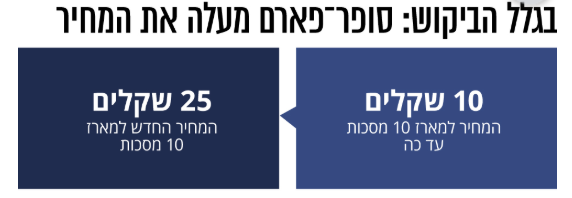 בגלל הביקוש: סופר־פארם מעלה את המחיר
10 שקלים
המחיר למארז 10 מסכות
עד כה
25 שקלים
המחיר החדש למארז
10 מסכות